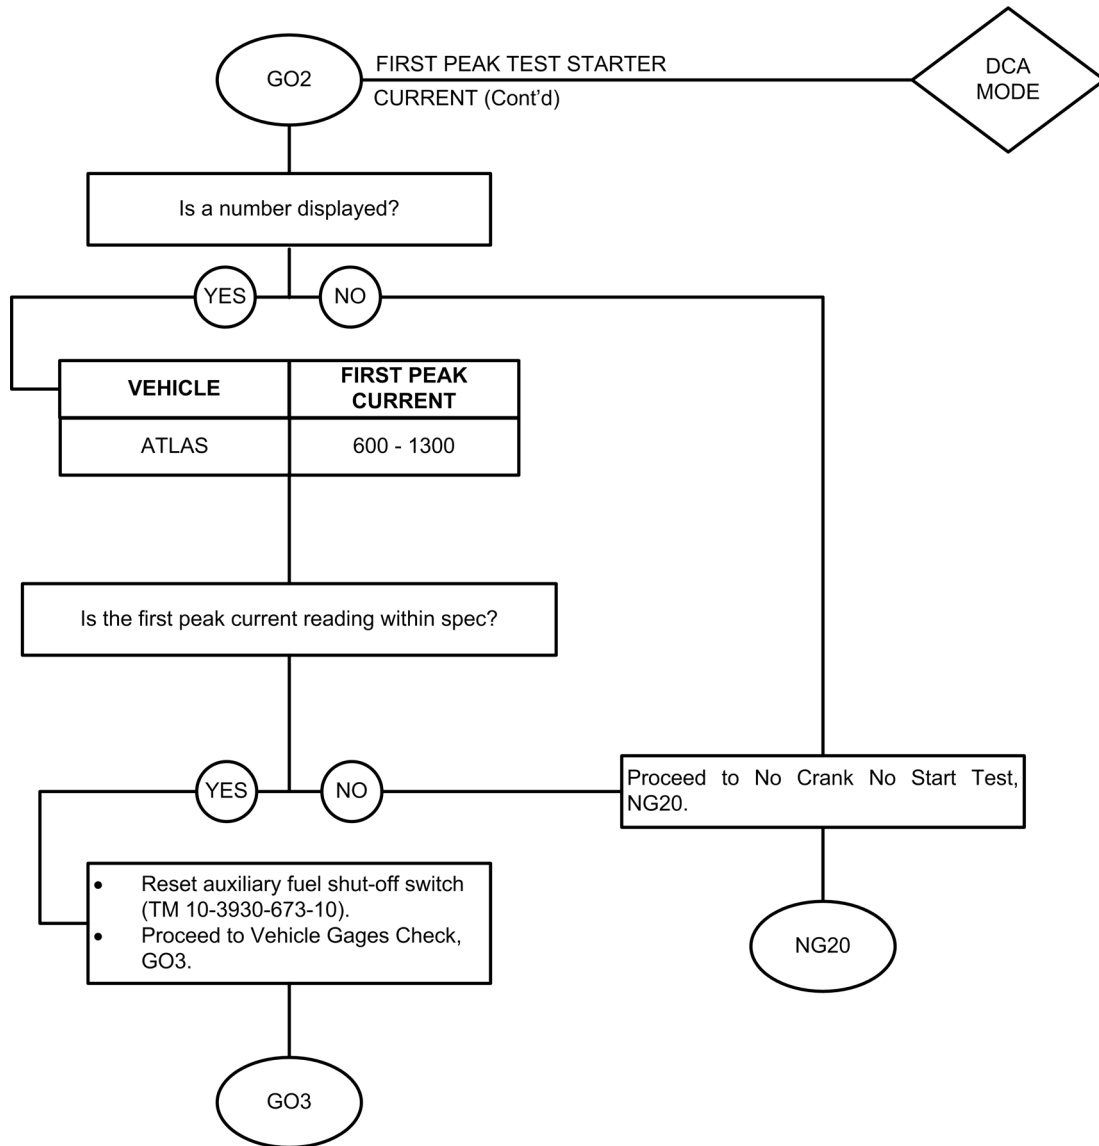 GO2
FIRST PEAK TEST STARTER
CURRENT (Cont'd)
DCA
MODE
Is a number displayed?
YES
NO
VEHICLE
FIRST PEAK
CURRENT
ATLAS
600 - 1300
Is the first peak current reading within spec?
YES
NO
Proceed to No Crank No Start Test,
NG20.
• Reset auxiliary fuel shut-off switch
(TM 10-3930-673-10).
• Proceed to Vehicle Gages Check,
GO3.
NG20
GO3